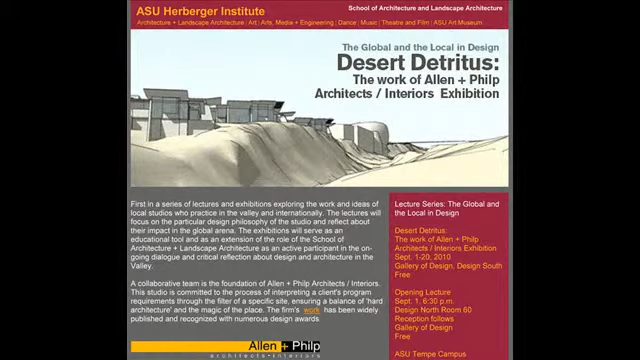 ASU Herberger Institute
School of Architecture and Landscape Architecture
Architecture + Landscape Architecture | Art | Arts, Media + Engineering | Dance | Music | Theatre and Film | ASU Art Museum
The Global and the Local in Design
Desert Detritus:
The work of Allen + Philp
Architects / Interiors Exhibition
First in a series of lectures and exhibitions exploring the work and ideas of
local studios who practice in the valley and internationally. The lectures will
focus on the particular design philosophy of the studio and reflect about
their impact in the global arena. The exhibitions will serve as an
educational tool and as an extension of the role of the School of
Architecture + Landscape Architecture as an active participant in the on-
going dialogue and critical reflection about design and architecture in the
Valley.
A collaborative team is the foundation of Allen + Philp Architects / Interiors.
This studio is committed to the process of interpreting a client's program
requirements through the filter of a specific site, ensuring a balance of 'hard
architecture' and the magic of the place. The firm's work has been widely
published and recognized with numerous design awards
Allen + Philp
architects • interiors
Lecture Series: The Global and
the Local in Design
Desert Detritus:
The work of Allen + Philp
Architects / Interiors Exhibition
Sept. 1-20, 2010
Gallery of Design, Design South
Free
Opening Lecture
Sept. 1, 6:30 p.m.
Design North Room 60
Reception follows
Gallery of Design
Free
ASU Tempe Campus